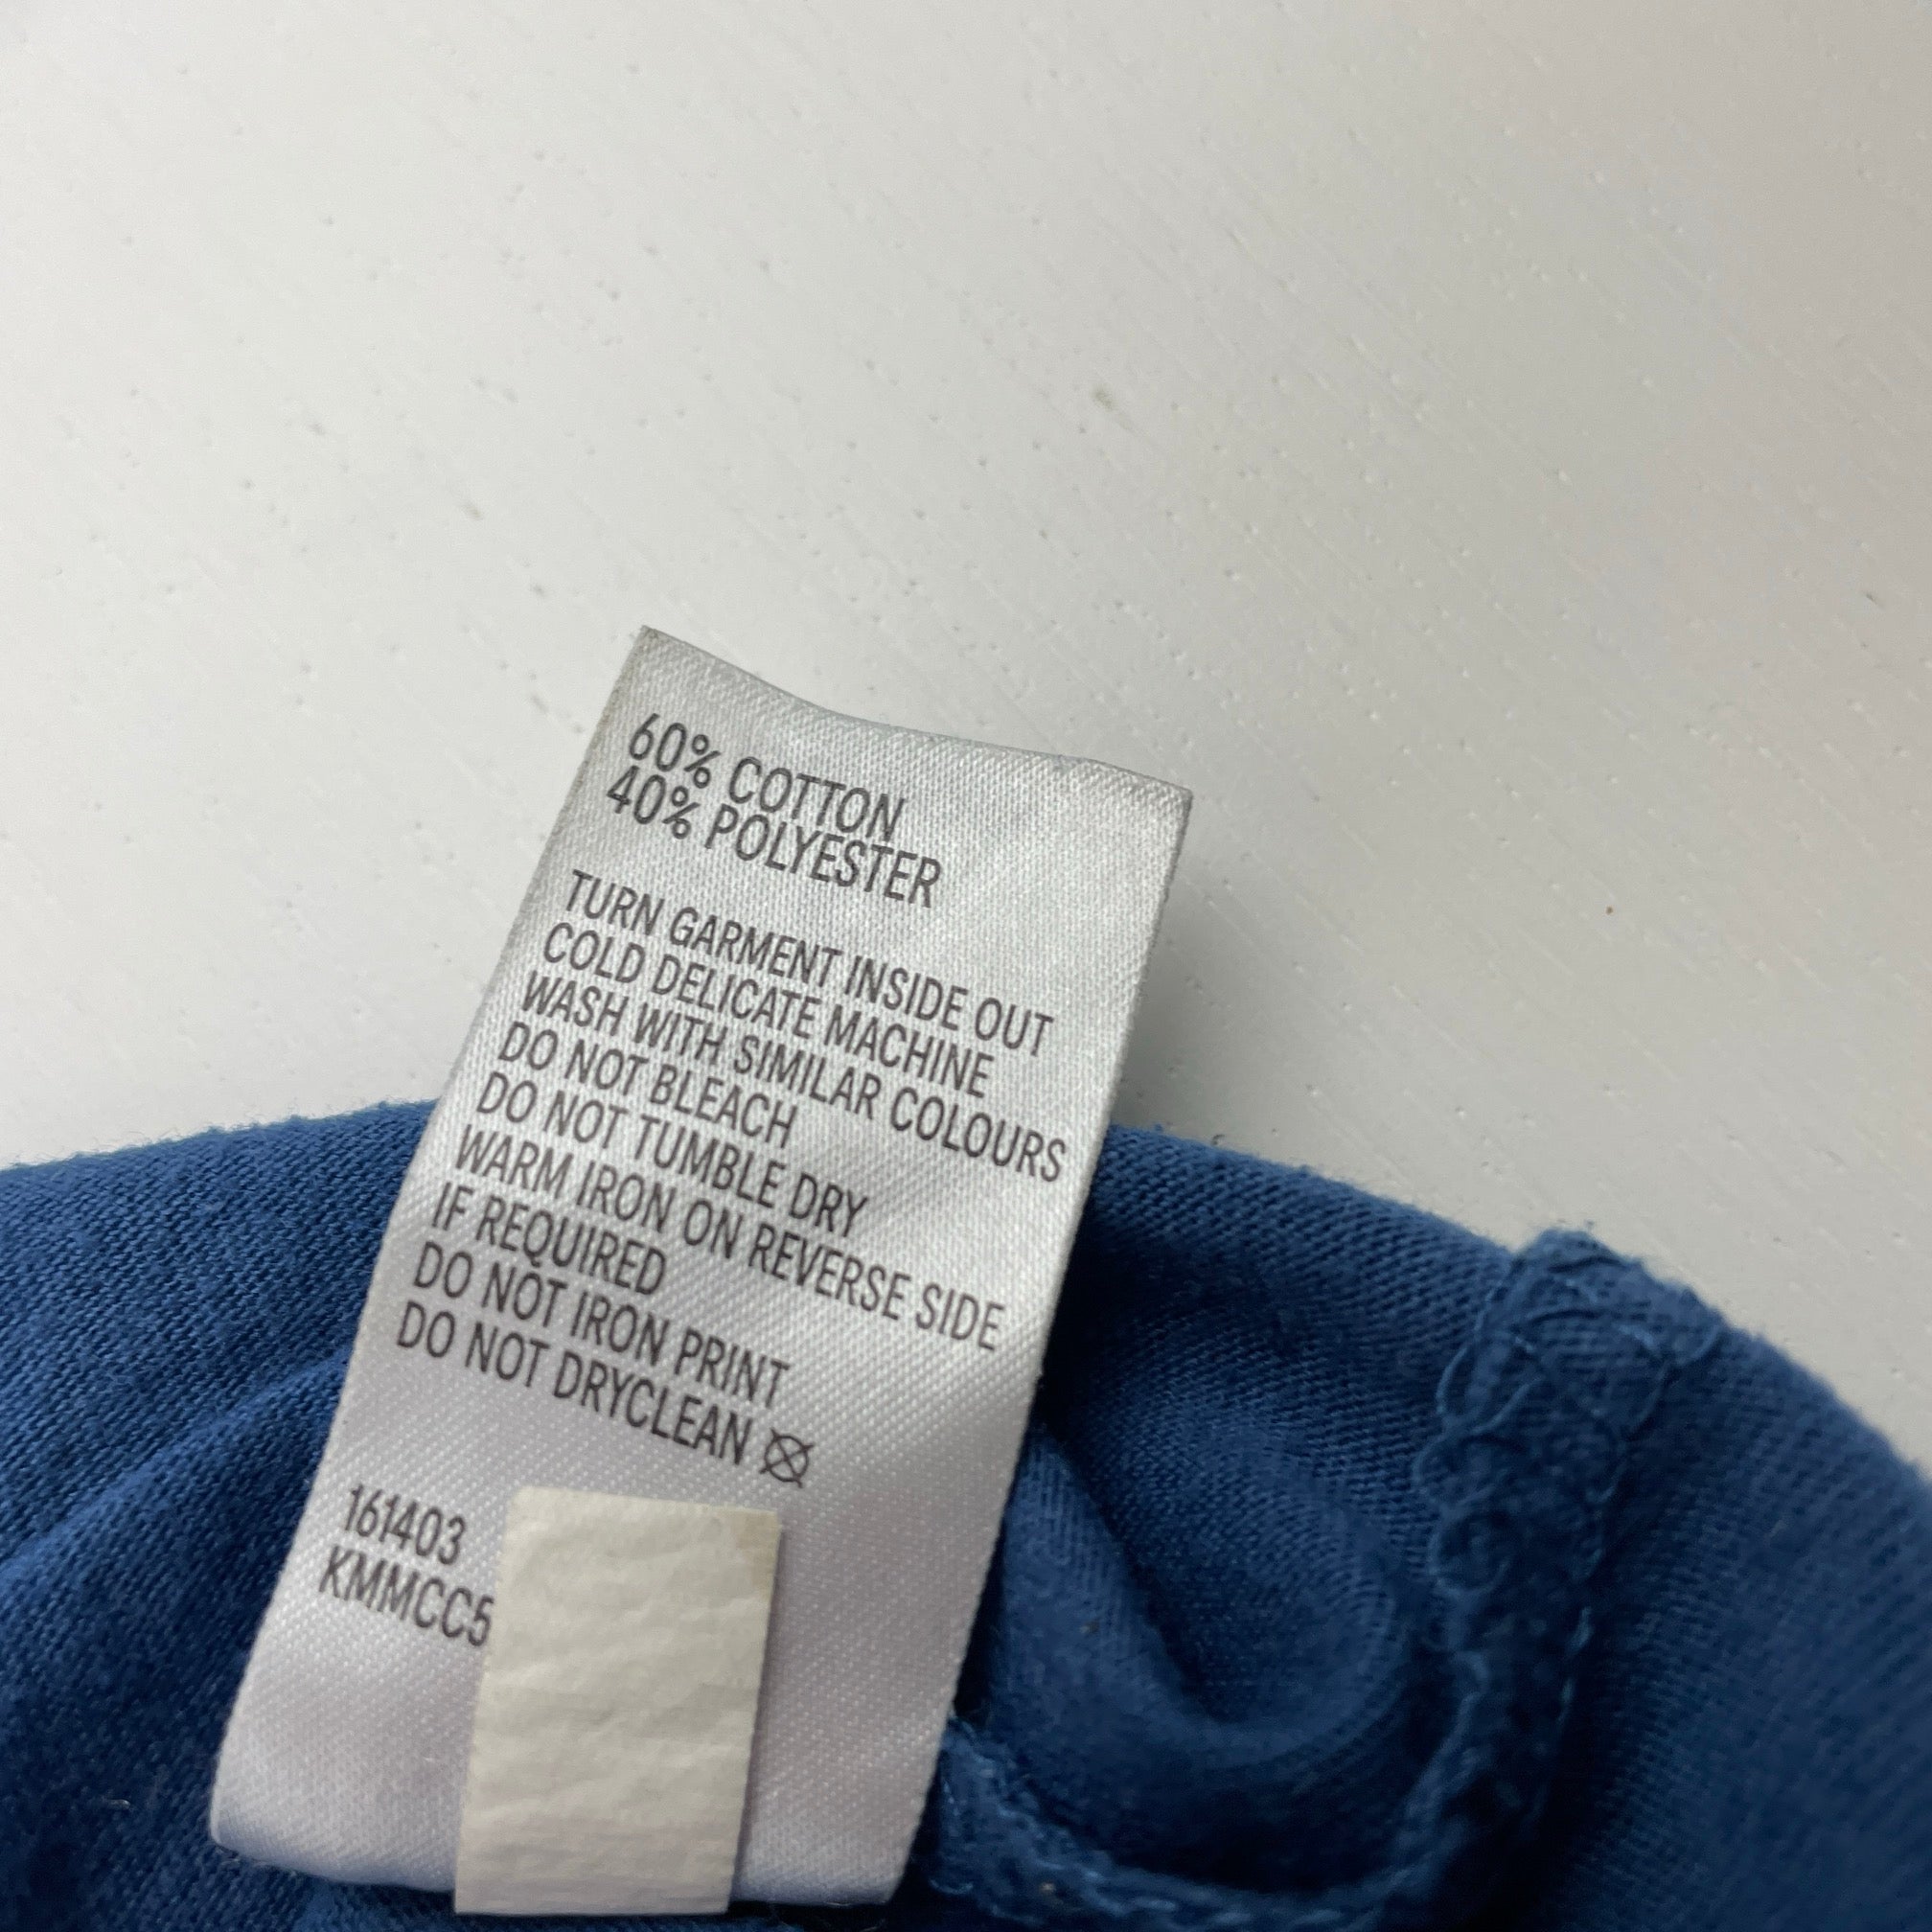 60% COTTON
40% POLYESTER
TURN GARMENT INSIDE OUT
COLD DELICATE MACHINE
WASH WITH SIMILAR COLOURS
DO NOT BLEACH
DO NOT TUMBLE DRY
WARM IRON ON REVERSE SIDE
IF REQUIRED
DO NOT IRON PRINT
DO NOT DRYCLEAN
161403
KMMCC5